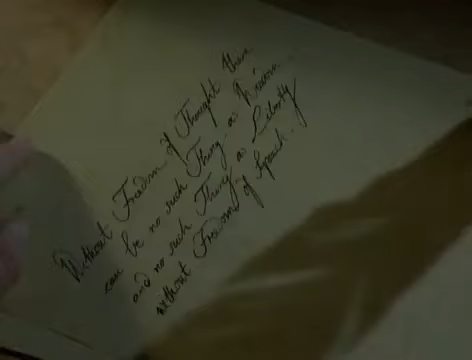 Without Freedom of Thought there
can be no such Thing as Wisdom
and no such Thing as Liberty
without Freedom of Speech.